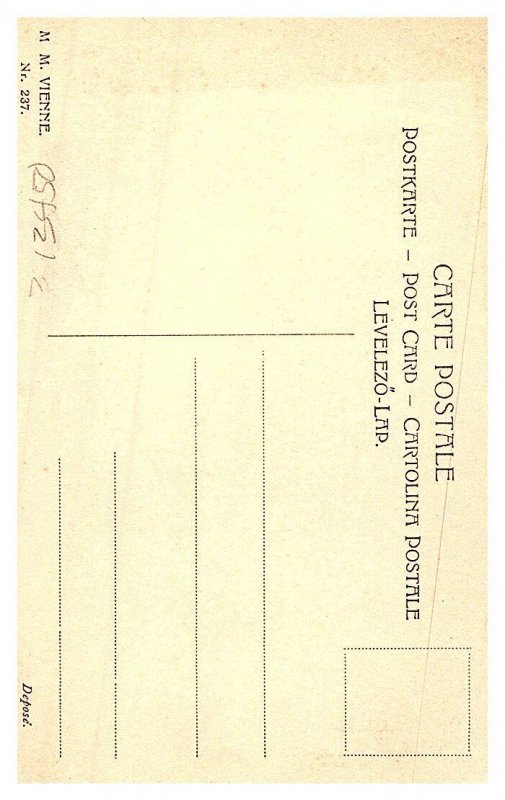 CARTE POSTALE
POSTKARTE – POST CARD – CARTOLINA POSTALE
LEVELEZŐ-LAP.
M. M. VIENNE.
Nr. 237.
Deposé.